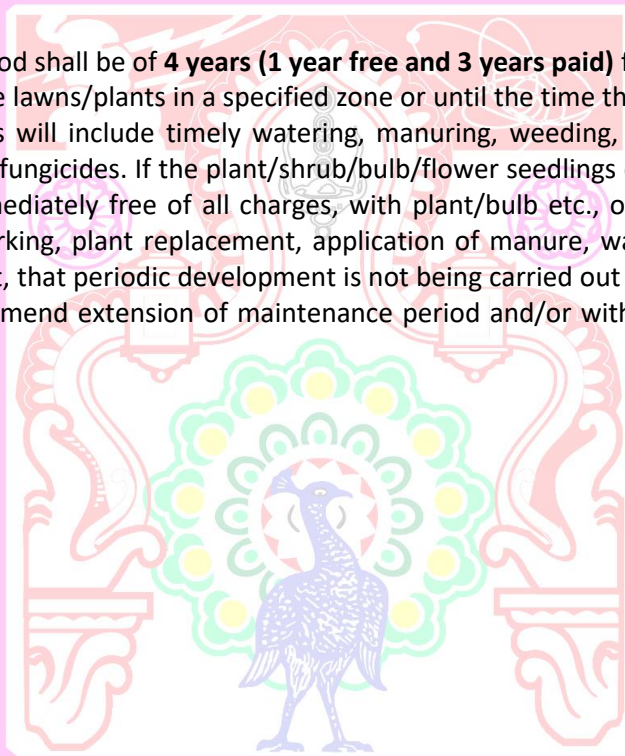 od shall be of 4 years (1 year free and 3 years paid) f
e lawns/plants in a specified zone or until the time th
s will include timely watering, manuring, weeding,
fungicides. If the plant/shrub/bulb/flower seedlings
ediately free of all charges, with plant/bulb etc., o
rking, plant replacement, application of manure, wa
t, that periodic development is not being carried out
mend extension of maintenance period and/or with